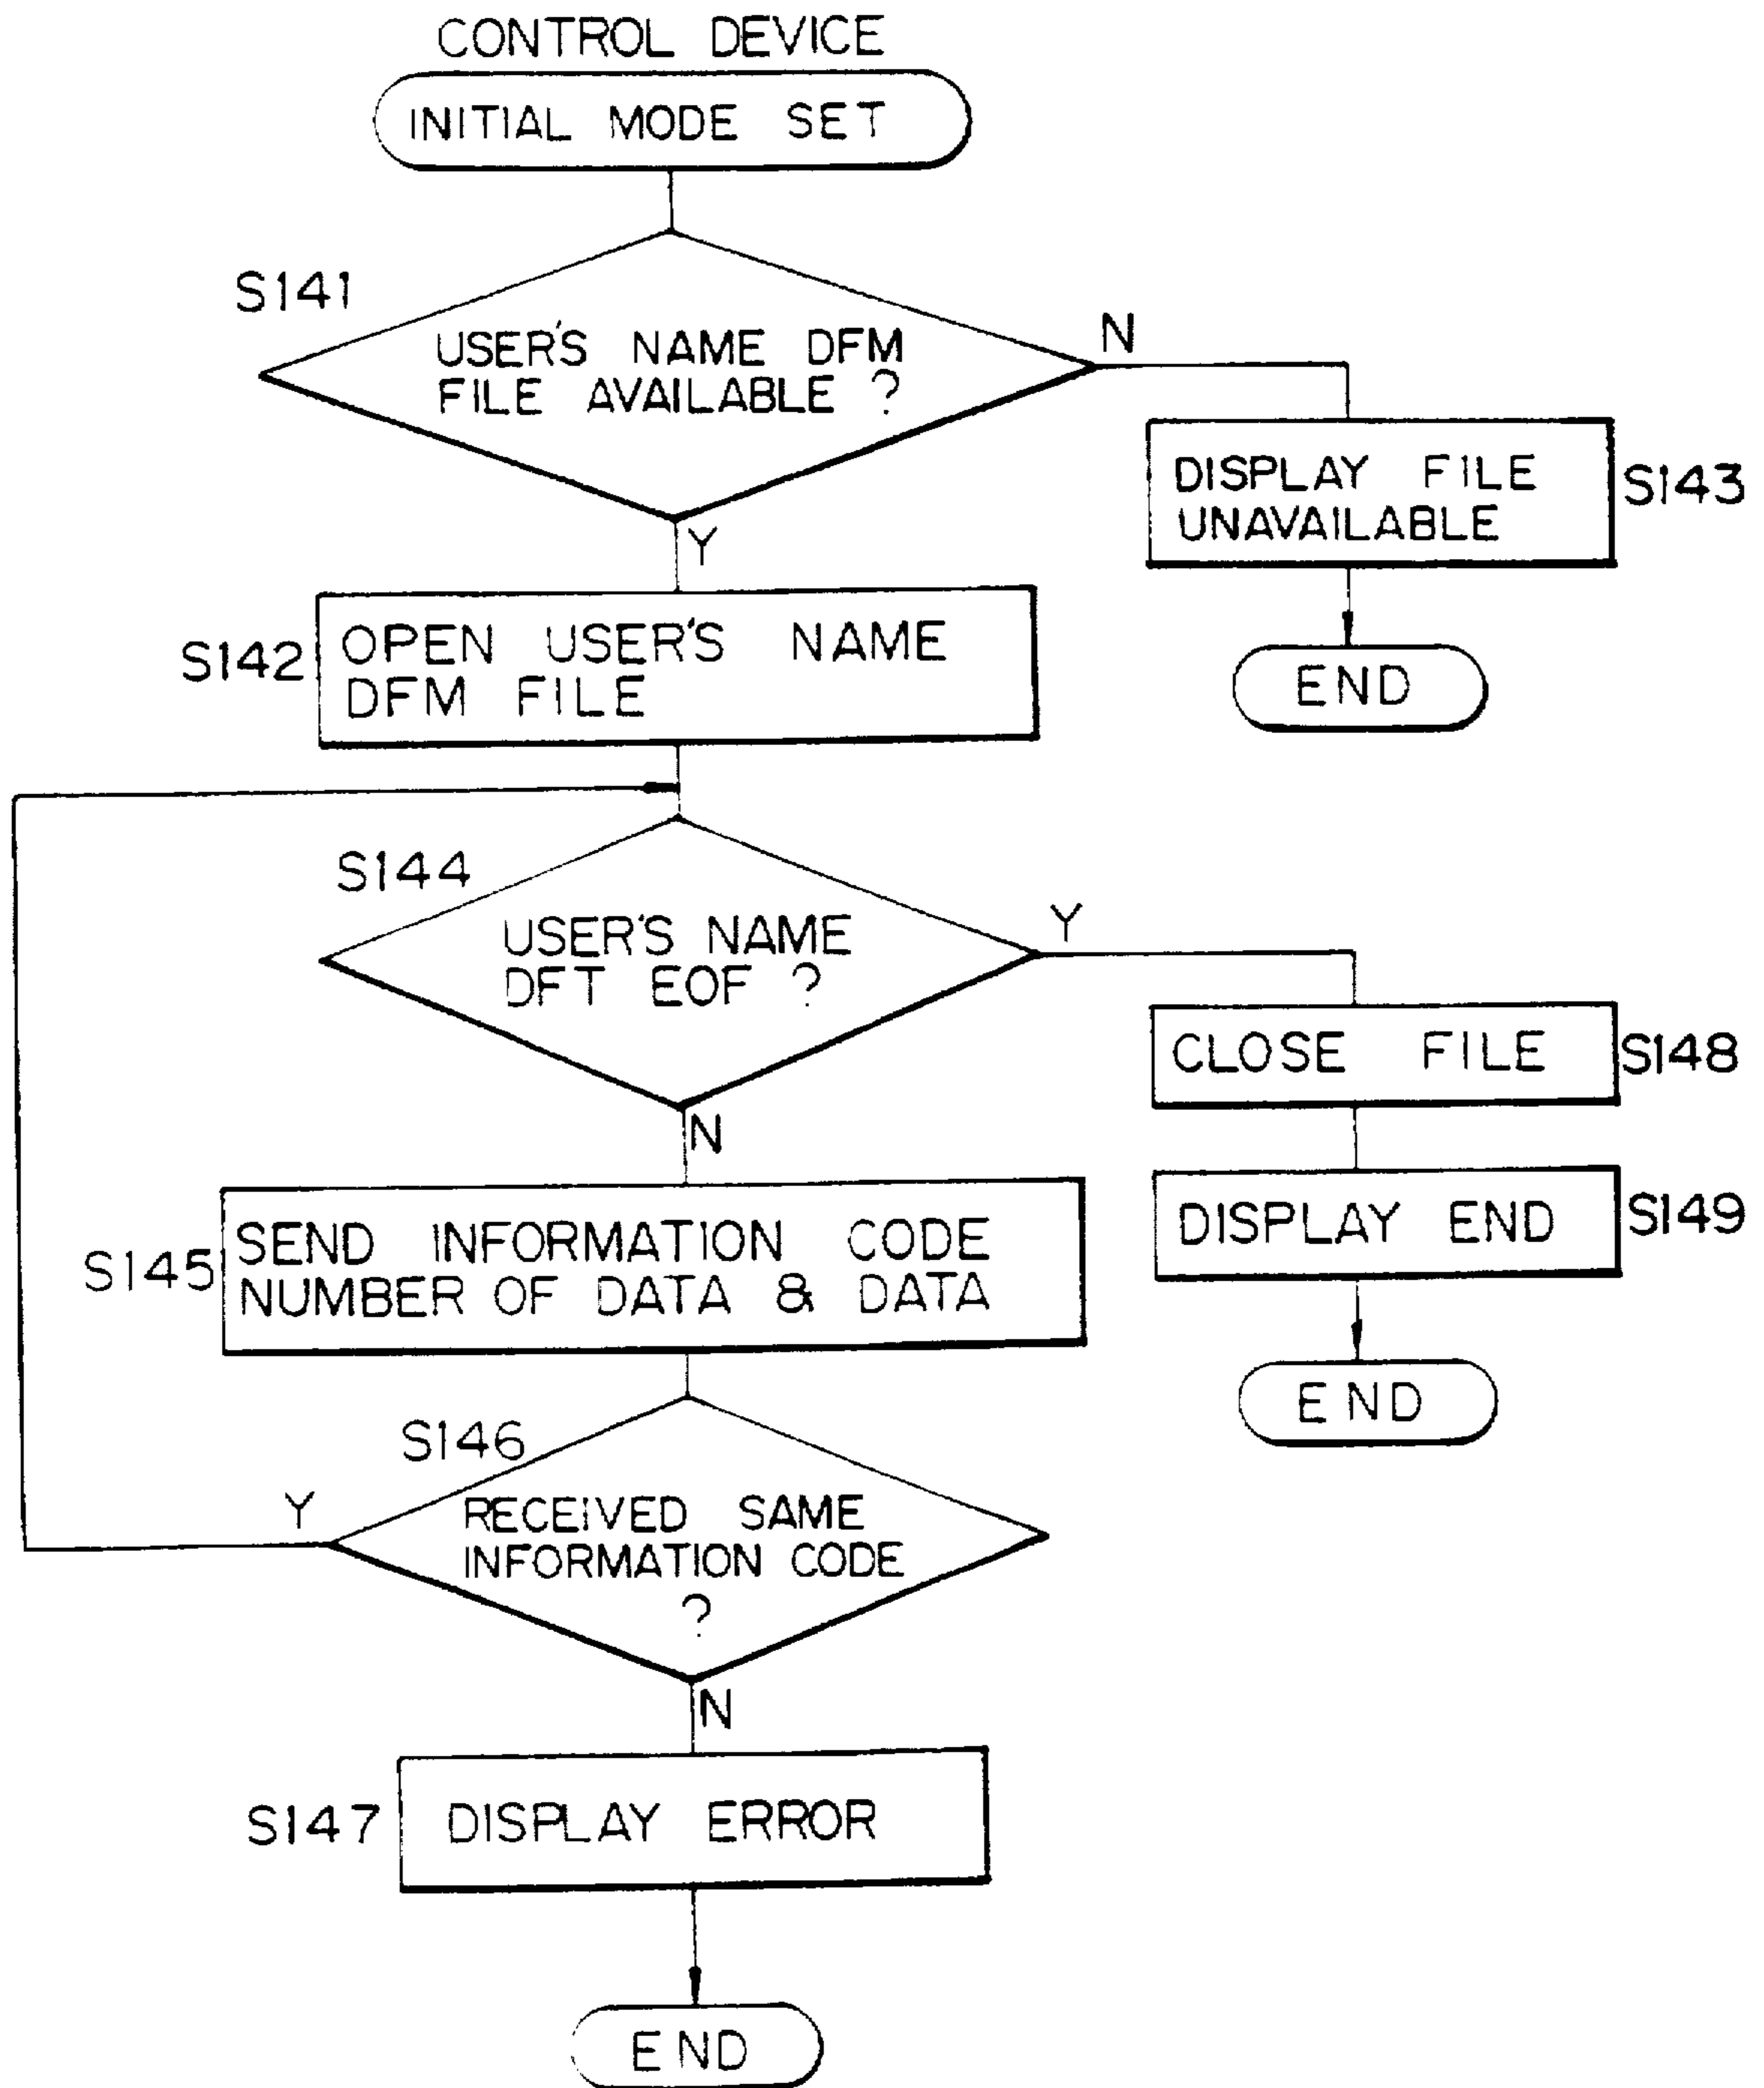 CONTROL DEVICE
INITIAL MODE SET
S141
USER'S NAME DFM
FILE AVAILABLE ?
N
DISPLAY FILE
UNAVAILABLE
S143
END
Y
S142
OPEN USER'S NAME
DFM FILE
S144
USER'S NAME
DFT EOF ?
Y
CLOSE FILE
S148
DISPLAY END
S149
END
N
S145
SEND INFORMATION CODE
NUMBER OF DATA & DATA
S146
Y
RECEIVED SAME
INFORMATION CODE
?
N
S147
DISPLAY ERROR
END